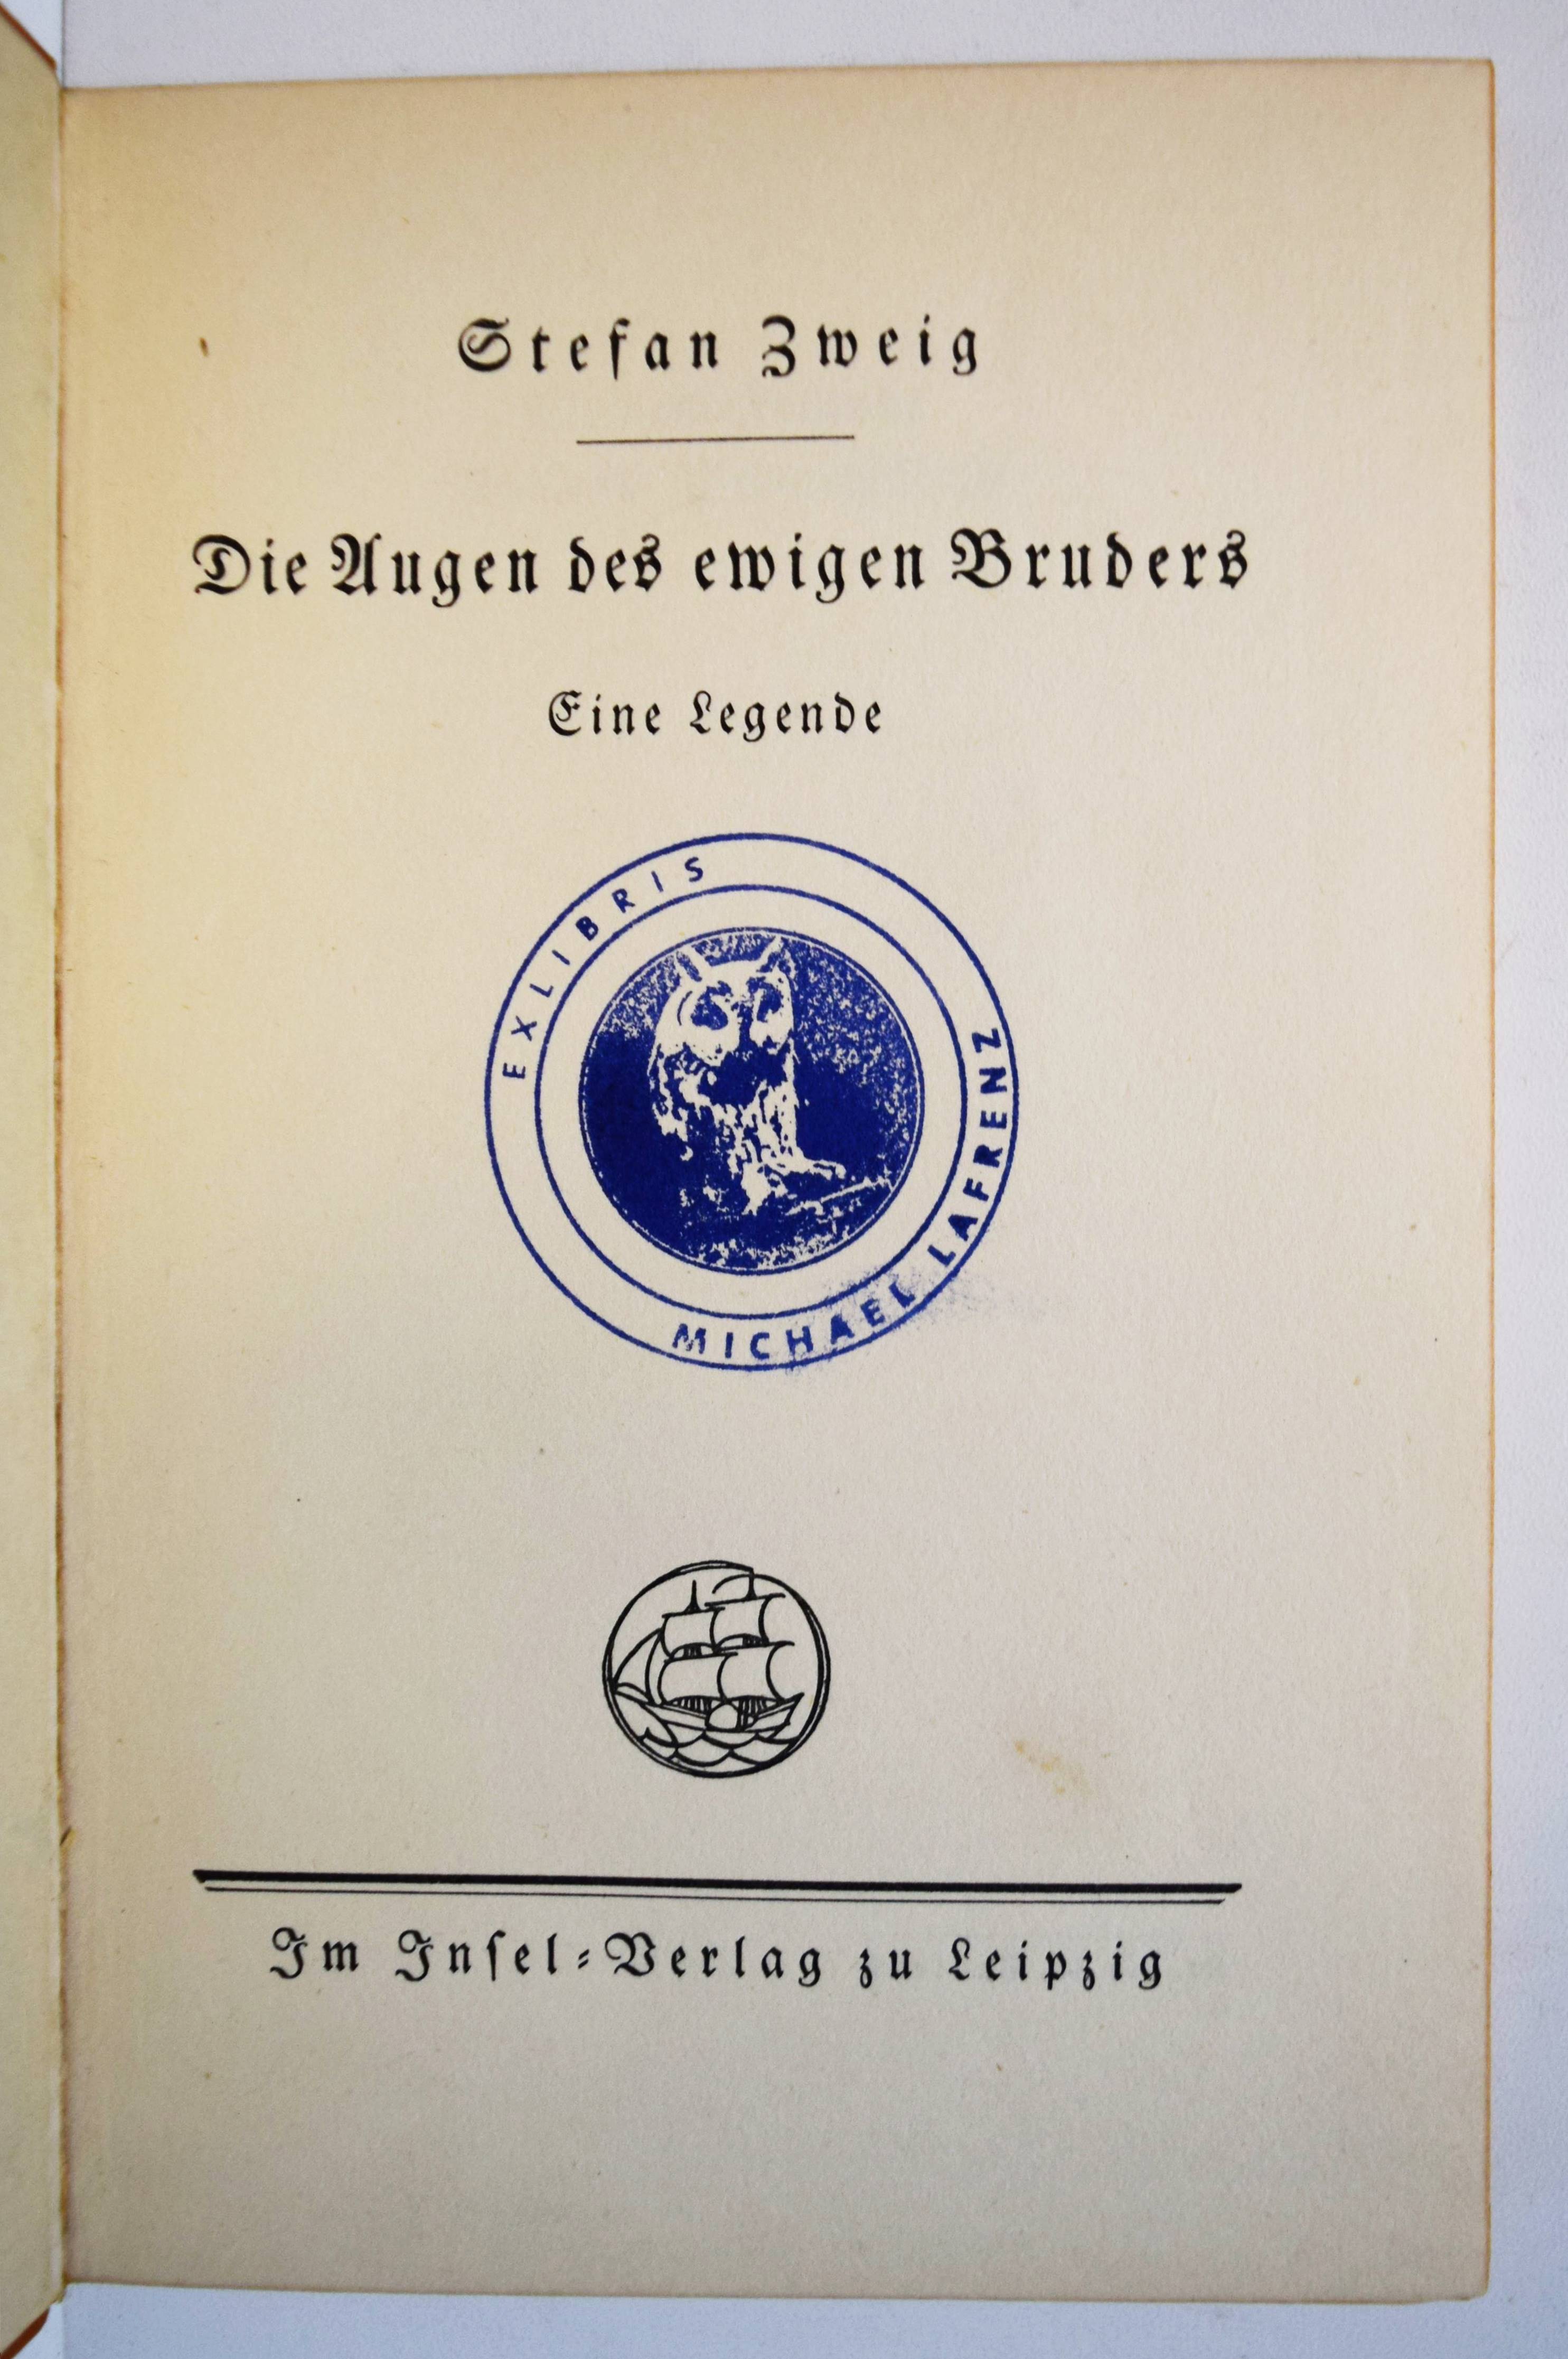 Stefan Zweig
Die Augen des ewigen Bruders
Eine Legende
EXLIBRIS
MICHAEL LAFRENZ
Im Inſel-Verlag zu Leipzig